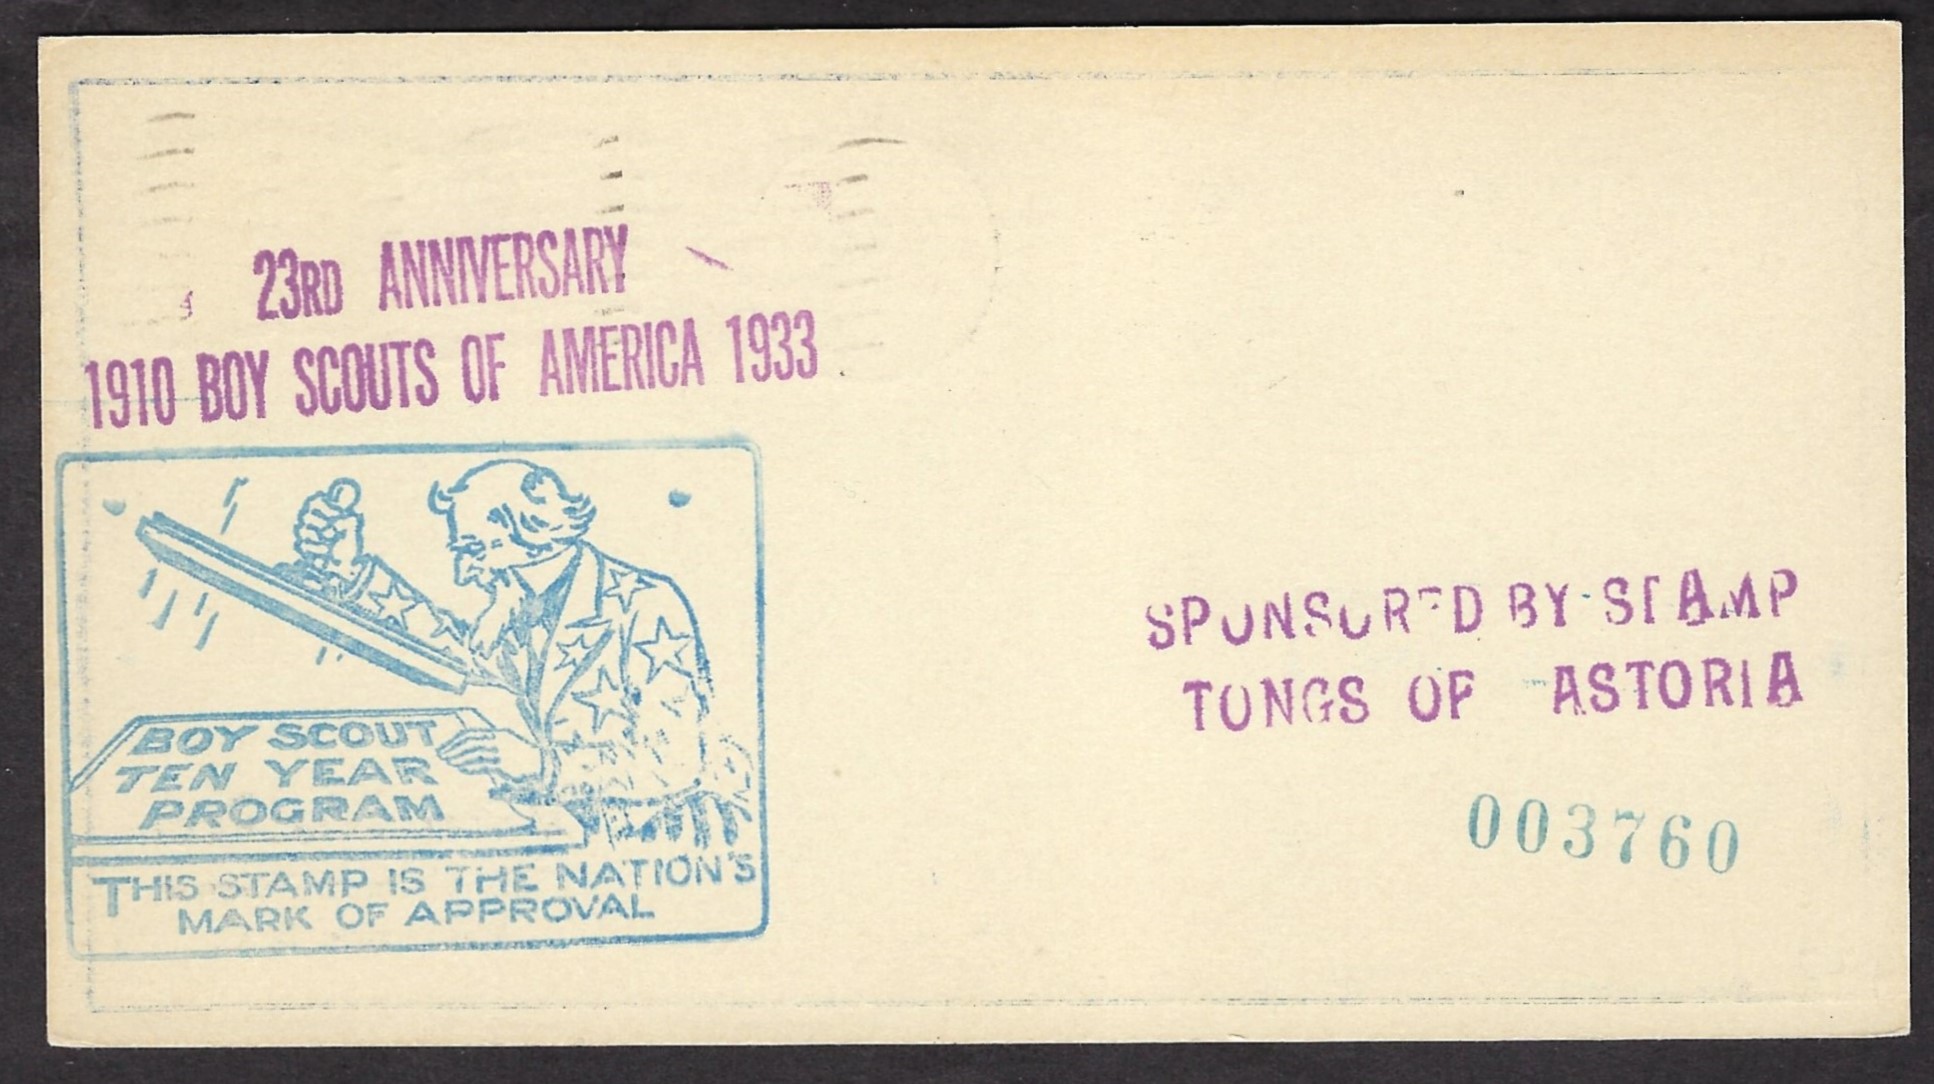 23RD ANNIVERSARY
1910 BOY SCOUTS OF AMERICA 1933
BOY SCOUT
TEN YEAR
PROGRAM
THIS STAMP IS THE NATION'S
MARK OF APPROVAL
SPONSORED BY STAMP
TONGS OF ASTORIA
003760